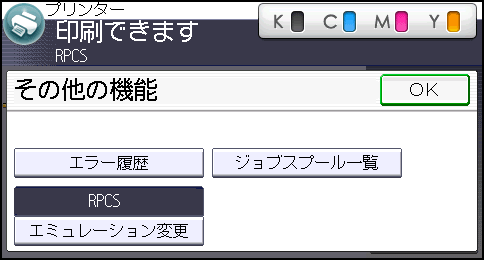 プリンター
印刷できます
RPCS
K C M Y
その他の機能
OK
エラー履歴
ジョブスプール一覧
RPCS
エミュレーション変更